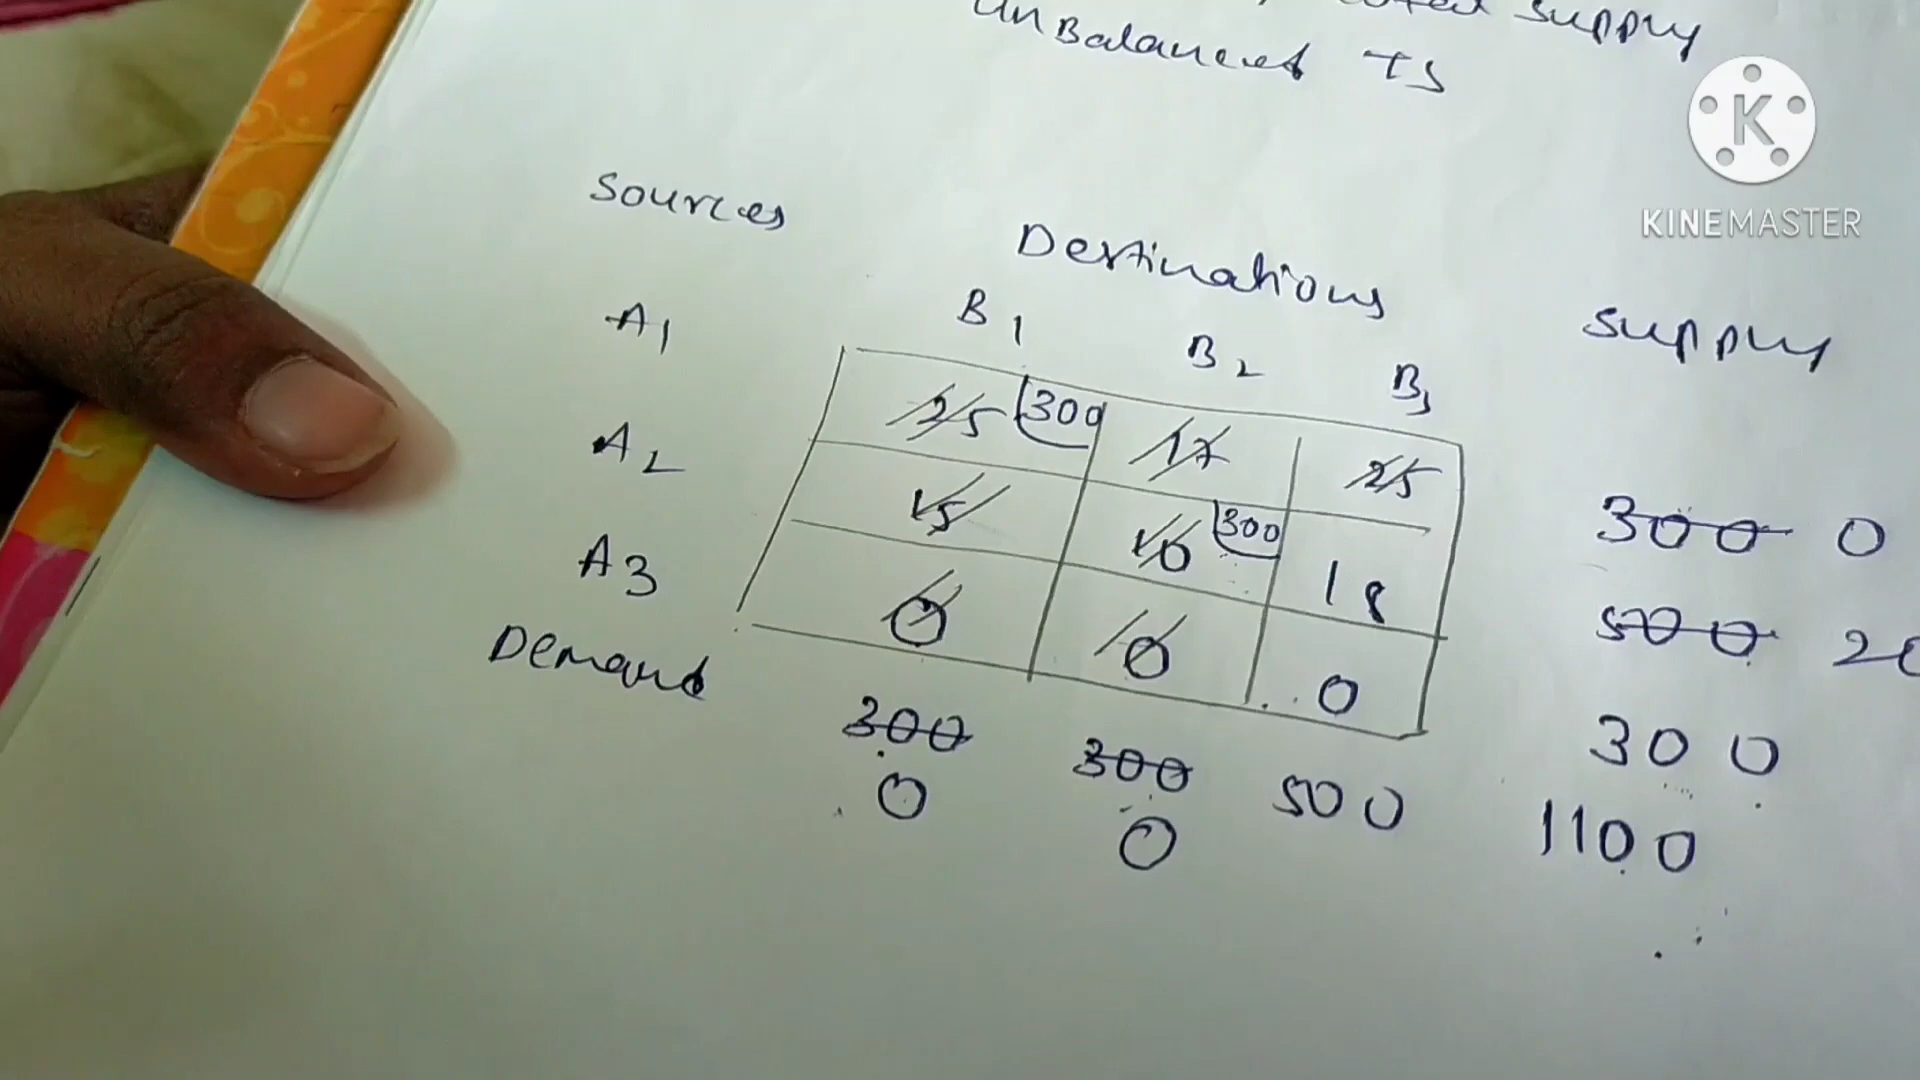 supply
UnBalanced TS
K
KINEMASTER
Sources
Destinations
Supply
B1 B2 B3
A1 25 300 17 25 300 0
A2 15 10 300 18 500
A3 0 0 0 300
Demand 300 300 500 1100
0 0